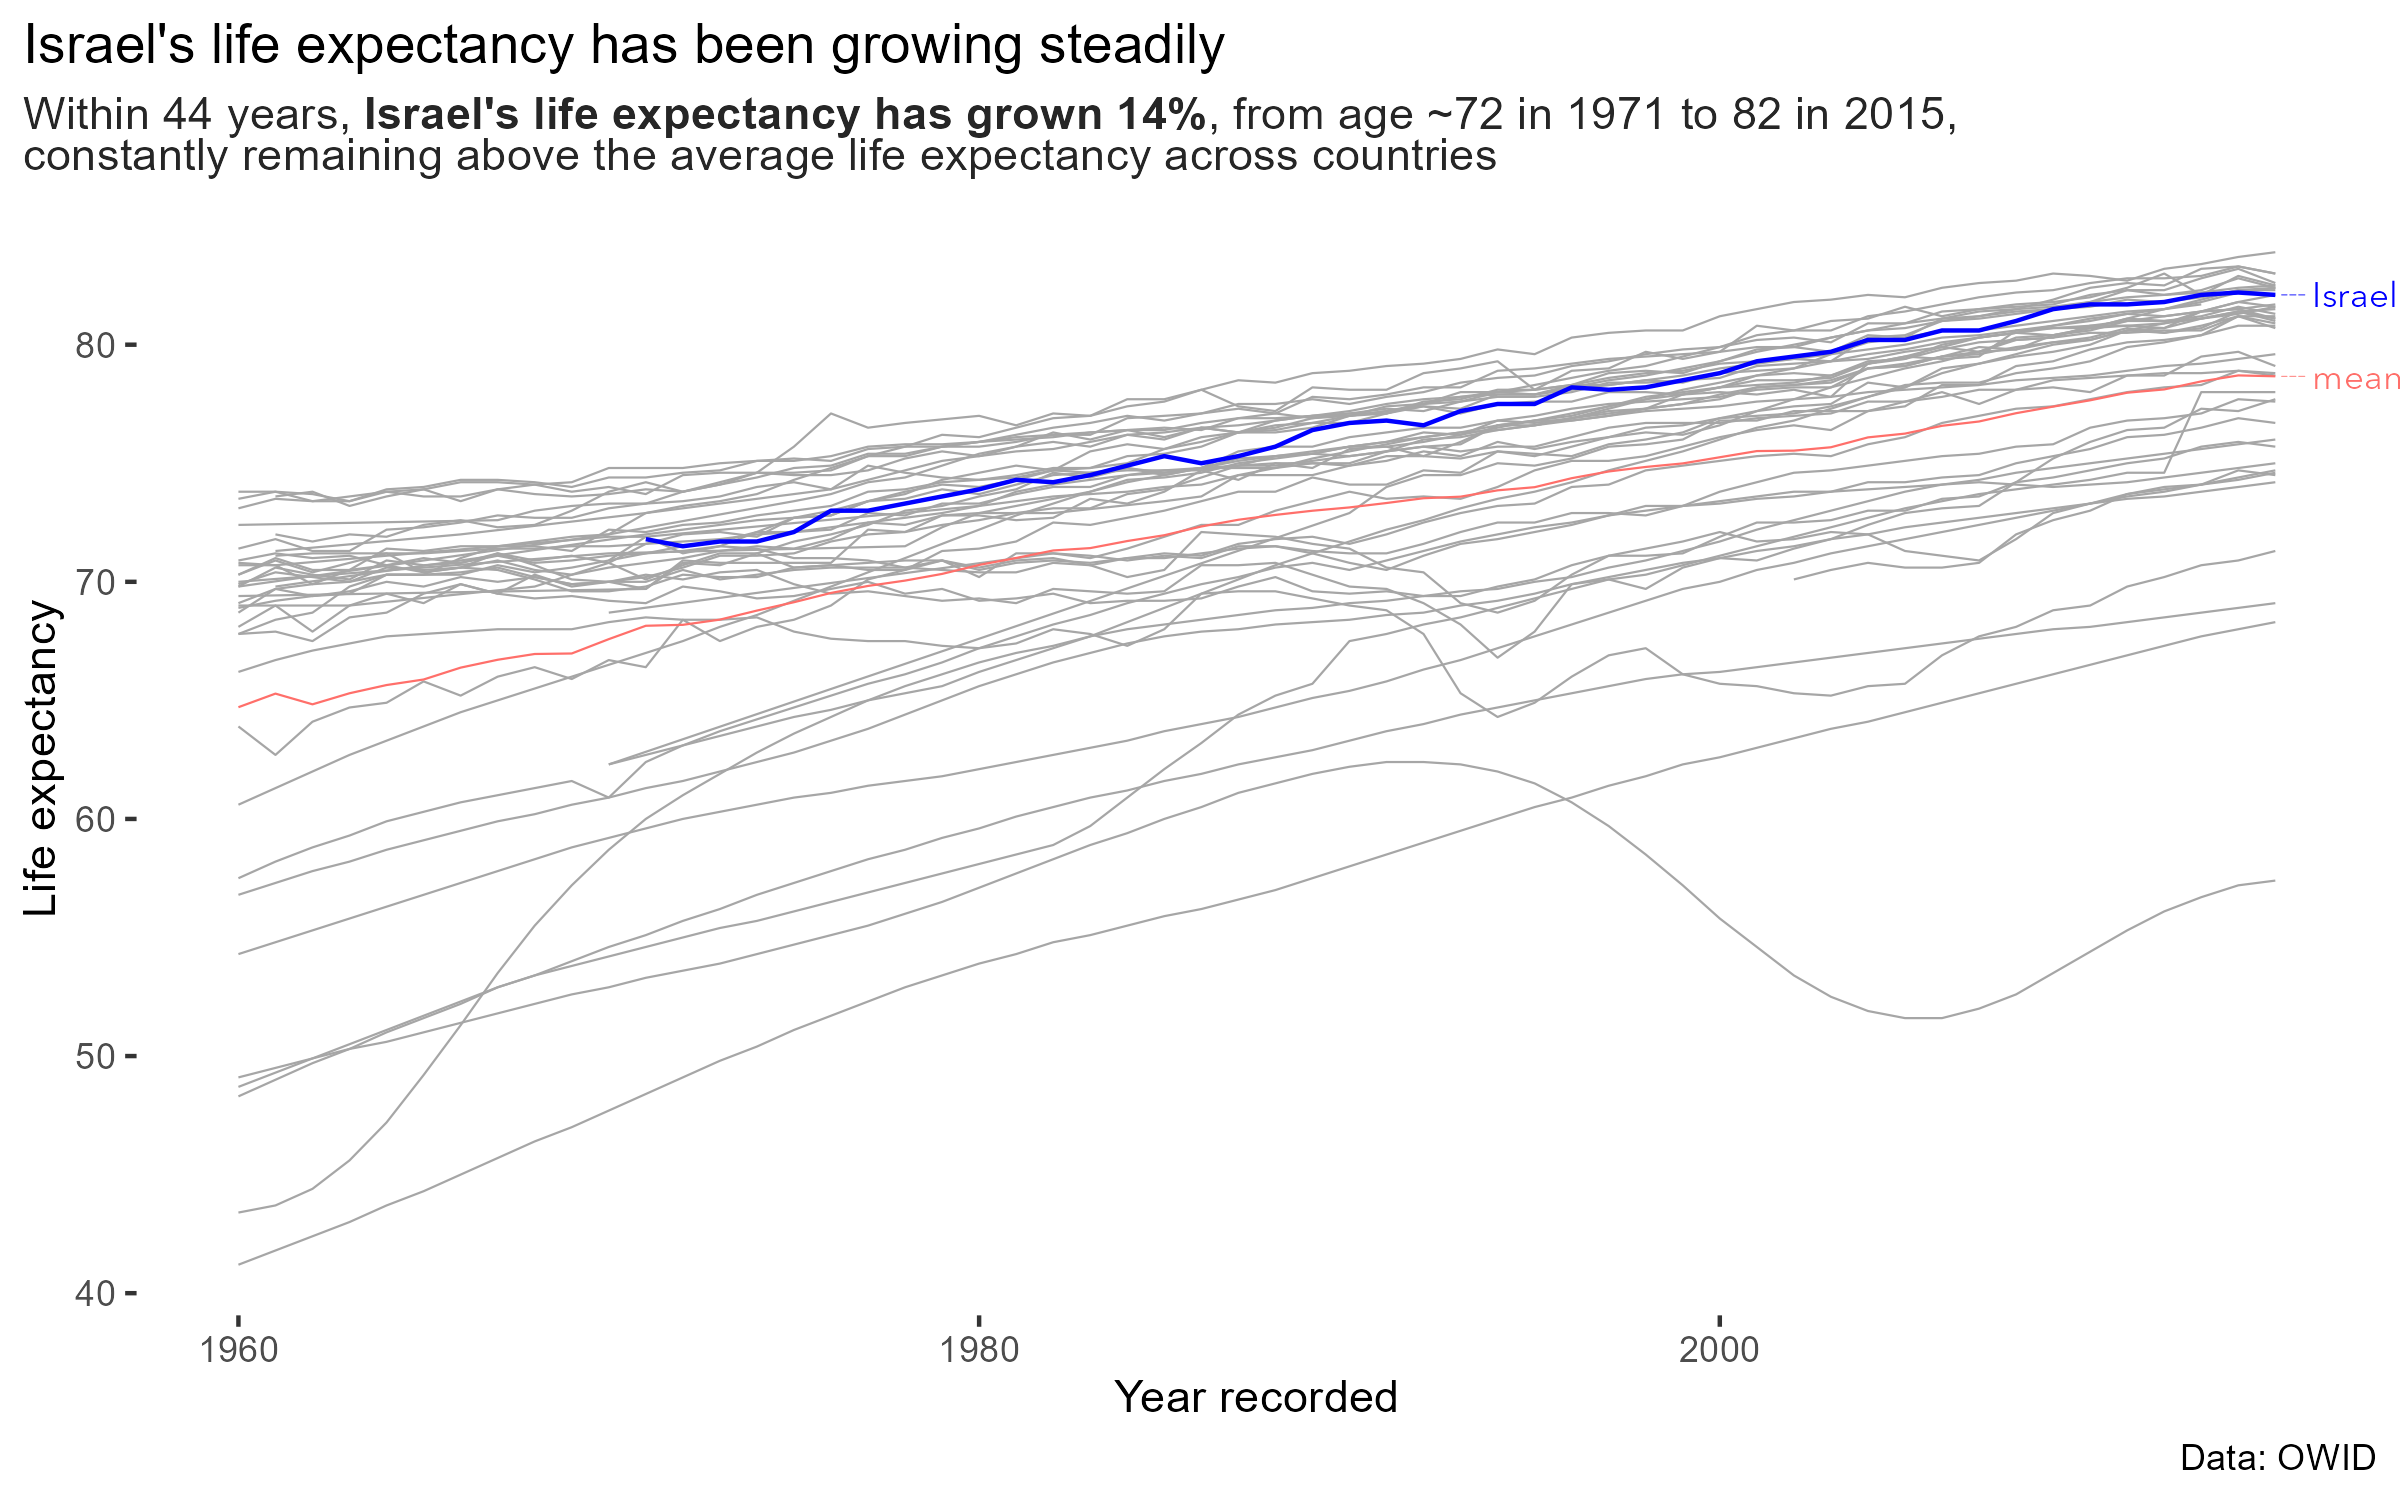 Israel's life expectancy has been growing steadily
Within 44 years, Israel's life expectancy has grown 14%, from age ~72 in 1971 to 82 in 2015,
constantly remaining above the average life expectancy across countries
Israel
mean
80
70
60
50
40
Life expectancy
1960
1980
2000
Year recorded
Data: OWID